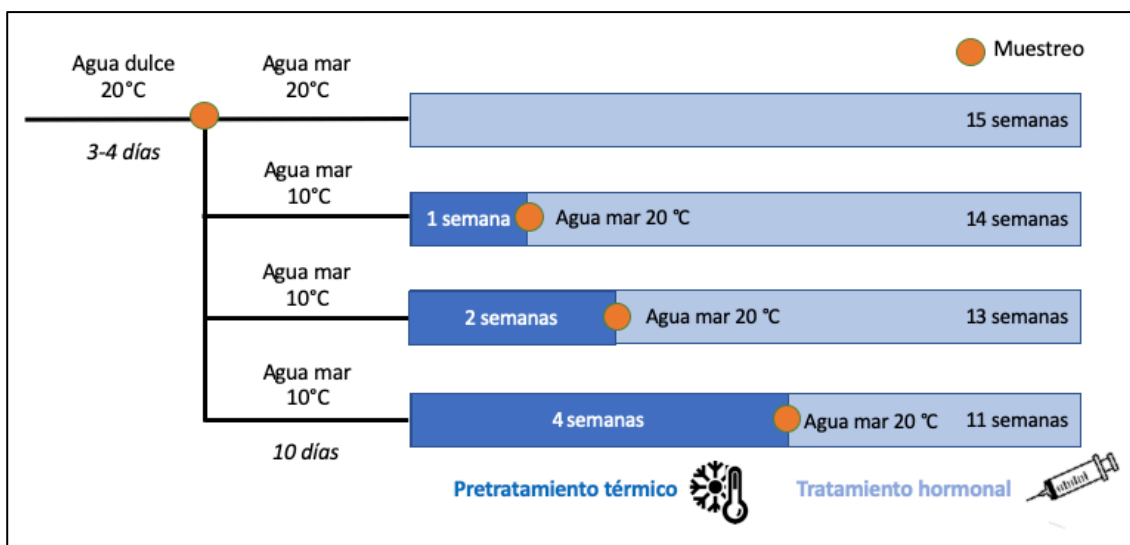 Muestreo
Agua dulce
20°C
Agua mar
20°C
15 semanas
3-4 días
Agua mar
10°C
1 semana
Agua mar 20 ℃
14 semanas
Agua mar
10°C
2 semanas
Agua mar 20 ℃
13 semanas
Agua mar
10°C
4 semanas
Agua mar 20 ℃
11 semanas
10 días
Pretratamiento térmico
Tratamiento hormonal